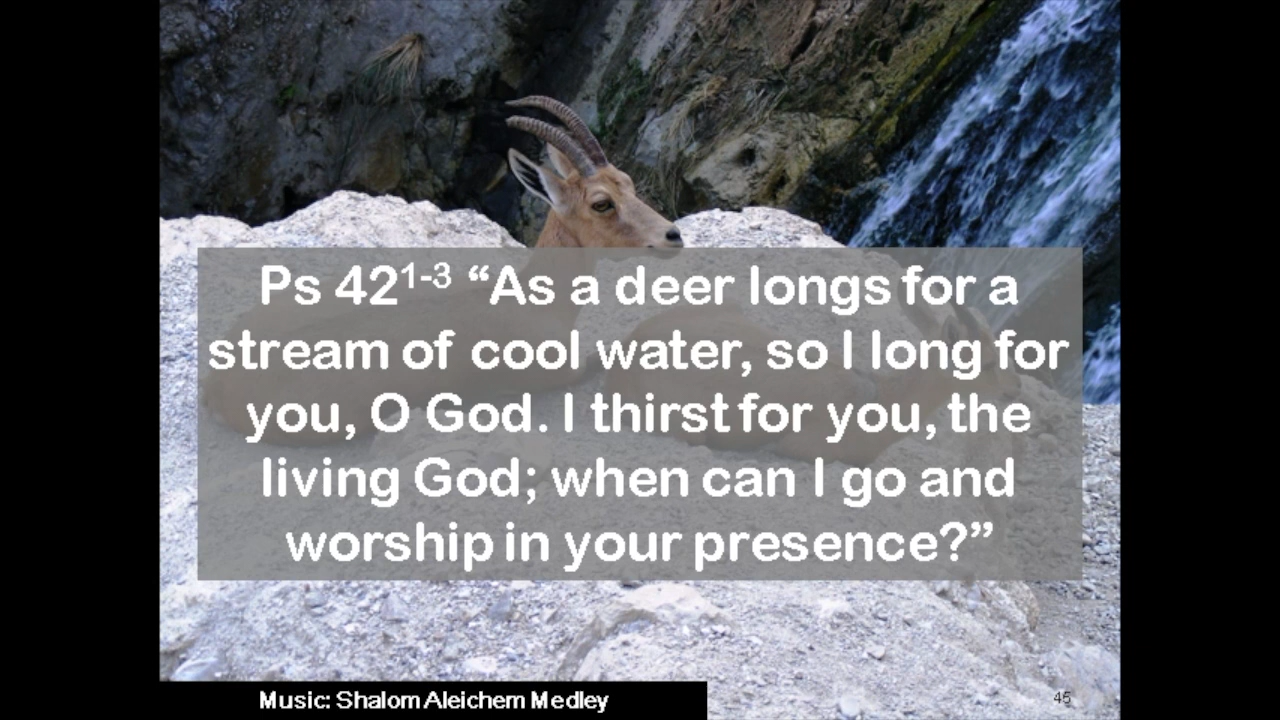 Ps 42¹⁻³ “As a deer longs for a
stream of cool water, so I long for
you, O God. I thirst for you, the
living God; when can I go and
worship in your presence?”
Music: Shalom Aleichem Medley
45